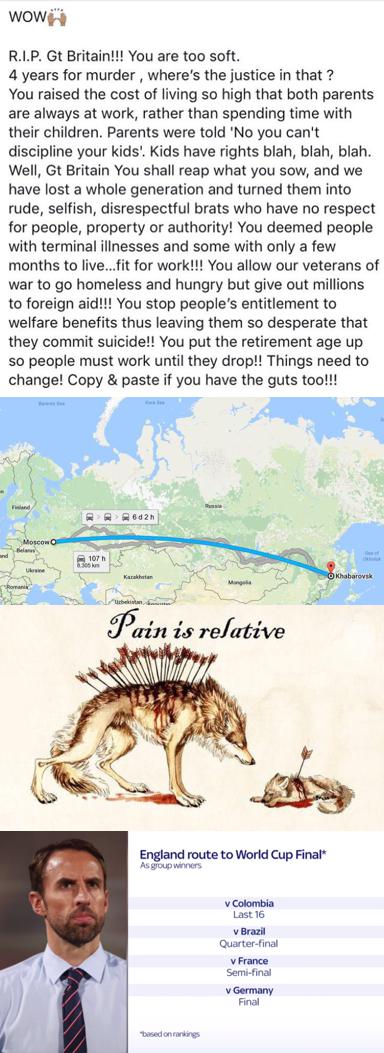 WOW🙌🏽
R.I.P. Gt Britain!!! You are too soft.
4 years for murder , where's the justice in that ?
You raised the cost of living so high that both parents
are always at work, rather than spending time with
their children. Parents were told 'No you can't
discipline your kids'. Kids have rights blah, blah, blah.
Well, Gt Britain You shall reap what you sow, and we
have lost a whole generation and turned them into
rude, selfish, disrespectful brats who have no respect
for people, property or authority! You deemed people
with terminal illnesses and some with only a few
months to live...fit for work!!! You allow our veterans of
war to go homeless and hungry but give out millions
to foreign aid!!! You stop people's entitlement to
welfare benefits thus leaving them so desperate that
they commit suicide!! You put the retirement age up
so people must work until they drop!! Things need to
change! Copy & paste if you have the guts too!!!
Barents Sea
Kara Sea
Finland
Russia
6 d 2 h
Moscow
Belarus
107 h
8,305 km
Ukraine
Romania
Kazakhstan
Mongolia
Khabarovsk
Sea of
Okhotsk
Uzbekistan
Pain is relative
England route to World Cup Final*
As group winners
v Colombia
Last 16
v Brazil
Quarter-final
v France
Semi-final
v Germany
Final
*based on rankings